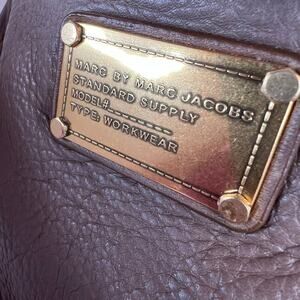 MARC BY MARC JACOBS
STANDARD SUPPLY
MODEL#
TYPE: WORKWEAR